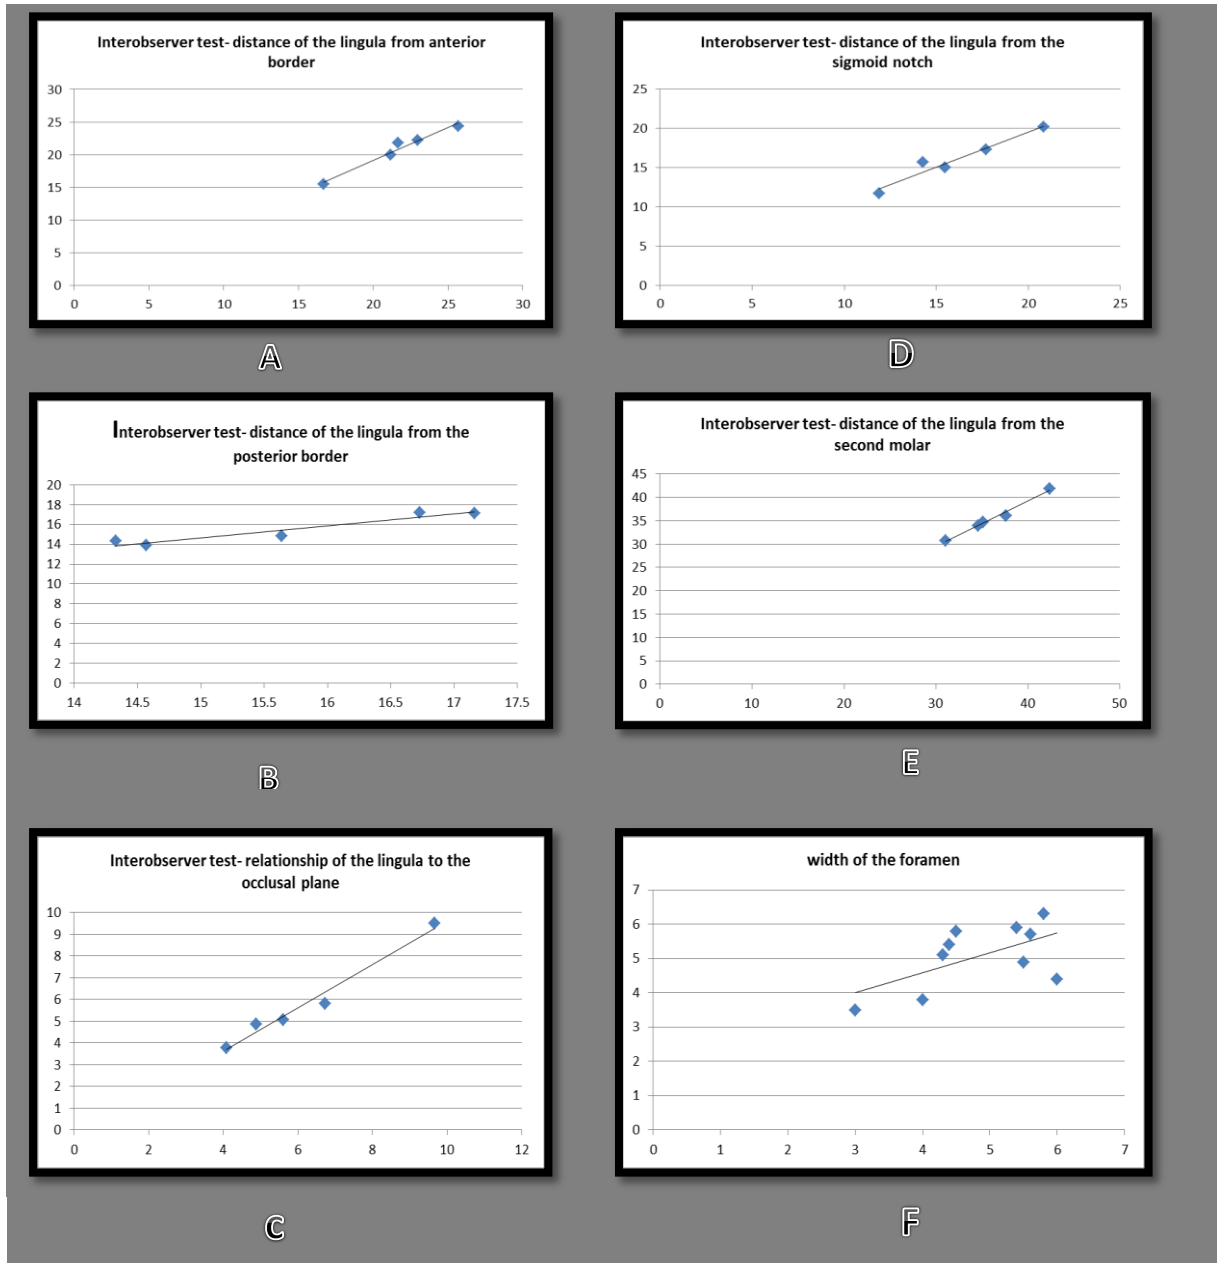 Interobserver test- distance of the lingula from anterior
border
30
25
20
15
10
5
0
0 5 10 15 20 25 30
A
Interobserver test- distance of the lingula from the
sigmoid notch
25
20
15
10
5
0
0 5 10 15 20 25
D
Interobserver test- distance of the lingula from the
posterior border
20
18
16
14
12
10
8
6
4
2
0
14 14.5 15 15.5 16 16.5 17 17.5
B
Interobserver test- distance of the lingula from the
second molar
45
40
35
30
25
20
15
10
5
0
0 10 20 30 40 50
E
Interobserver test- relationship of the lingula to the
occlusal plane
10
9
8
7
6
5
4
3
2
1
0
0 2 4 6 8 10 12
C
width of the foramen
7
6
5
4
3
2
1
0
0 1 2 3 4 5 6 7
F